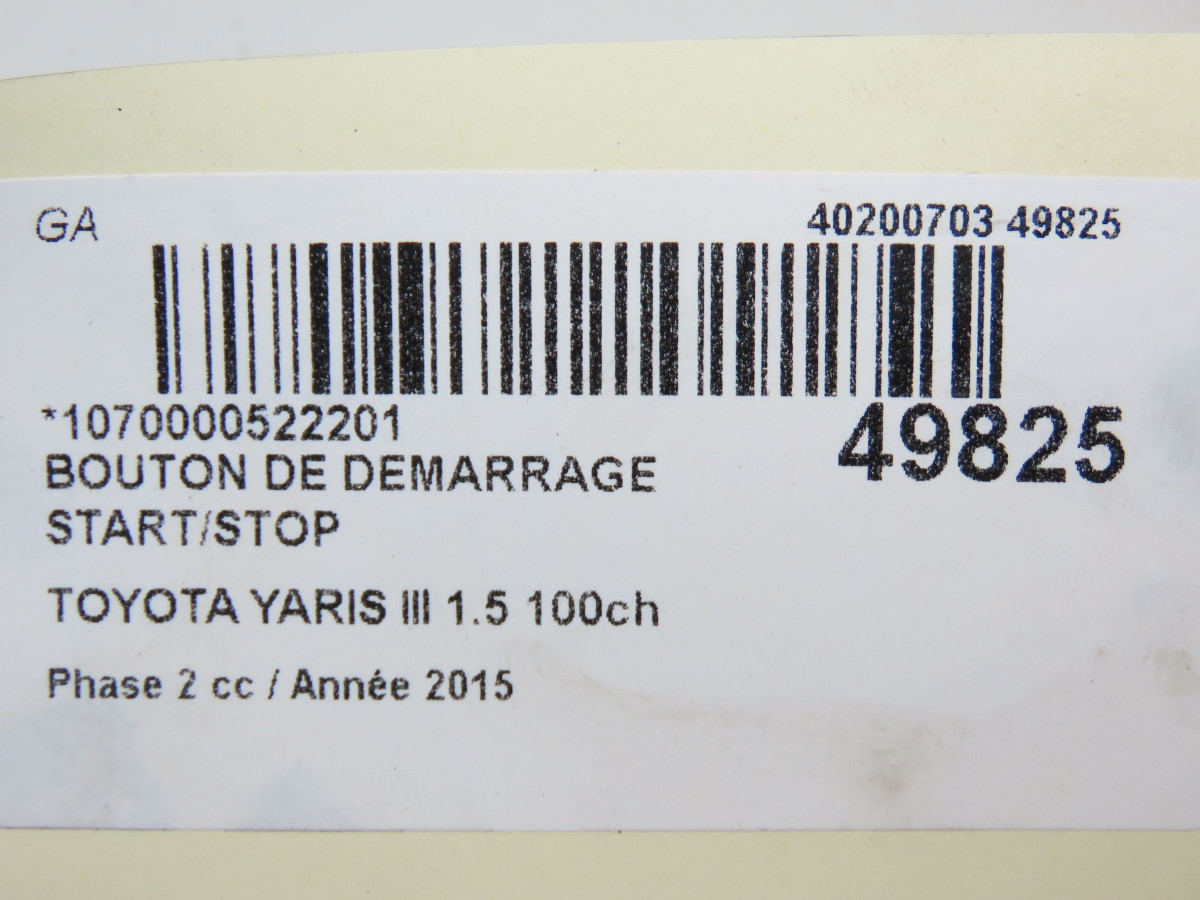 GA
40200703 49825
*1070000522201
49825
BOUTON DE DEMARRAGE
START/STOP
TOYOTA YARIS III 1.5 100ch
Phase 2 cc / Année 2015